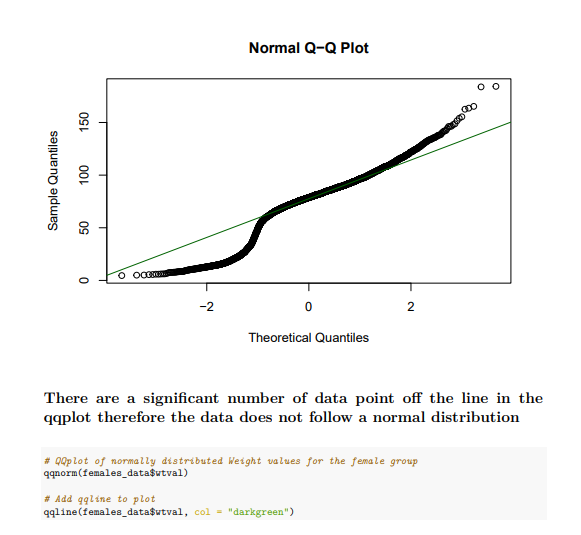 Normal Q−Q Plot
150
100
50
0
Sample Quantiles
−2
0
2
Theoretical Quantiles
There are a significant number of data point off the line in the
qqplot therefore the data does not follow a normal distribution
# QQplot of normally distributed Weight values for the female group
qqnorm(females_data$wtval)
# Add qqline to plot
qqline(females_data$wtval, col = "darkgreen")